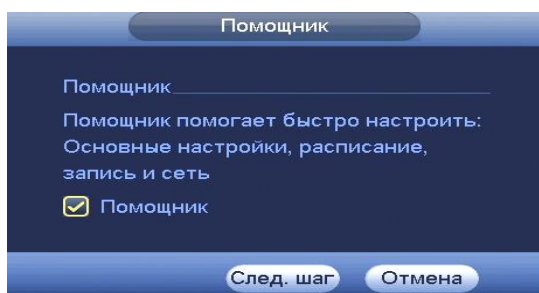 Помощник
Помощник
Помощник помогает быстро настроить:
Основные настройки, расписание,
запись и сеть
Помощник
След. шаг Отмена